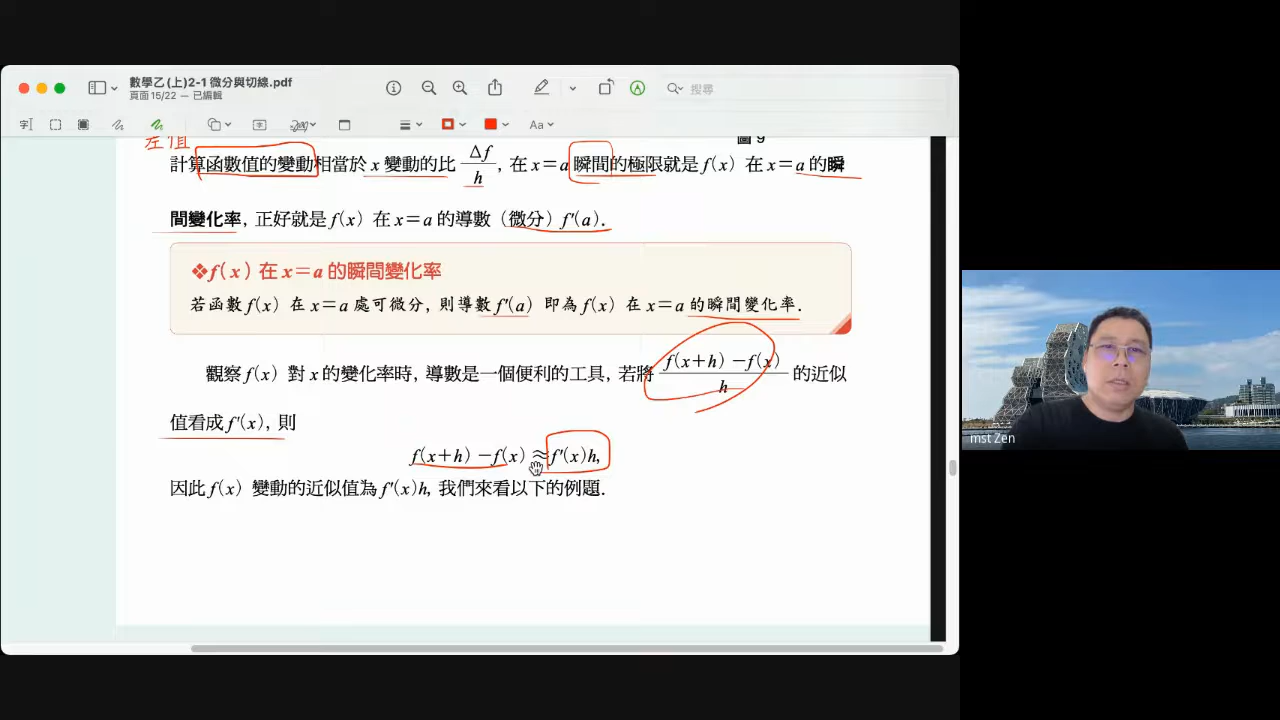 數學乙(上)2-1 微分與切線.pdf
頁面 15/22 — 已編輯
搜尋
Aa
左值
圖 9
計算函數值的變動相當於 x 變動的比 Δf/h, 在 x=a 瞬間的極限就是 f(x) 在 x=a 的瞬
間變化率, 正好就是 f(x) 在 x=a 的導數 (微分) f′(a).
❖f(x) 在 x=a 的瞬間變化率
若函數 f(x) 在 x=a 處可微分, 則導數 f′(a) 即為 f(x) 在 x=a 的瞬間變化率.
觀察 f(x) 對 x 的變化率時, 導數是一個便利的工具, 若將 f(x+h)-f(x)/h 的近似
值看成 f′(x), 則
f(x+h)-f(x)≈f′(x)h,
因此 f(x) 變動的近似值為 f′(x)h, 我們來看以下的例題.
mst Zen